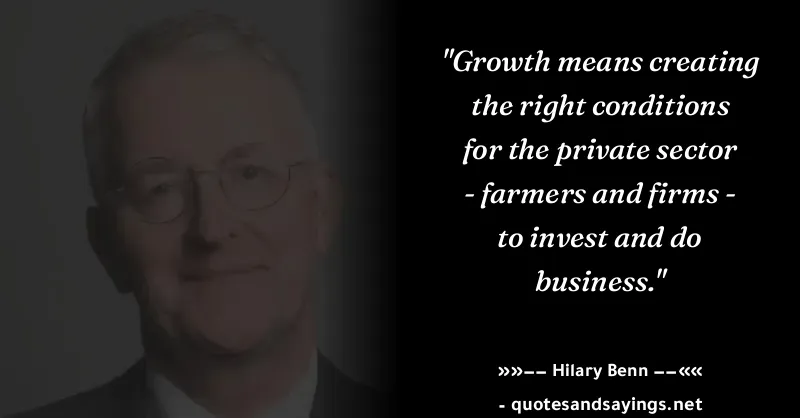 "Growth means creating
the right conditions
for the private sector
- farmers and firms -
to invest and do
business."
»»–– Hilary Benn ––««
- quotesandsayings.net